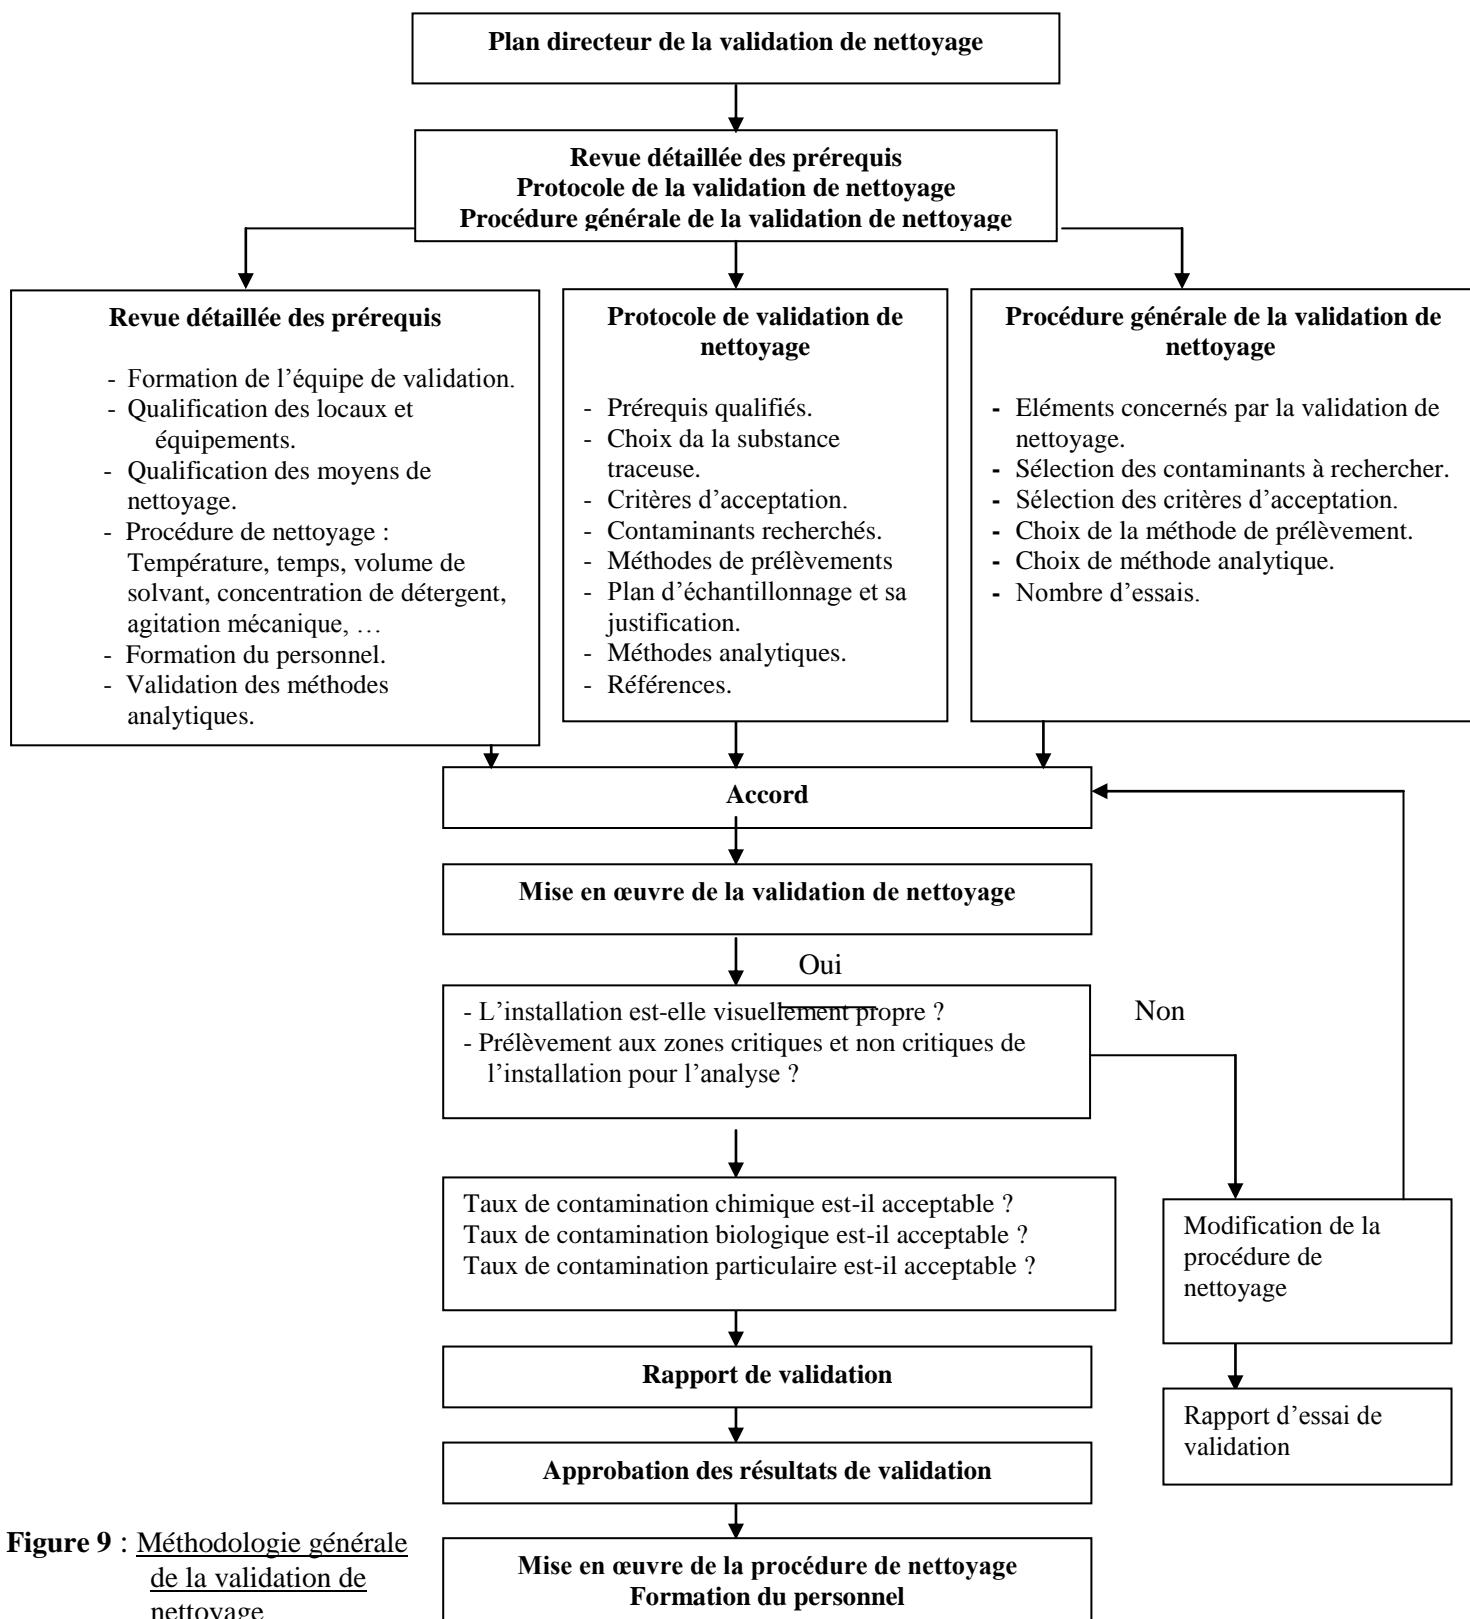 Plan directeur de la validation de nettoyage
Revue détaillée des prérequis
Protocole de la validation de nettoyage
Procédure générale de la validation de nettoyage
Revue détaillée des prérequis
- Formation de l’équipe de validation.
- Qualification des locaux et
équipements.
- Qualification des moyens de
nettoyage.
- Procédure de nettoyage :
Température, temps, volume de
solvant, concentration de détergent,
agitation mécanique, …
- Formation du personnel.
- Validation des méthodes
analytiques.
Protocole de validation de
nettoyage
- Prérequis qualifiés.
- Choix da la substance
traceuse.
- Critères d’acceptation.
- Contaminants recherchés.
- Méthodes de prélèvements
- Plan d’échantillonnage et sa
justification.
- Méthodes analytiques.
- Références.
Procédure générale de la validation de
nettoyage
- Eléments concernés par la validation de
nettoyage.
- Sélection des contaminants à rechercher.
- Sélection des critères d’acceptation.
- Choix de la méthode de prélèvement.
- Choix de méthode analytique.
- Nombre d’essais.
Accord
Mise en œuvre de la validation de nettoyage
Oui
- L’installation est-elle visuellement propre ?
- Prélèvement aux zones critiques et non critiques de
l’installation pour l’analyse ?
Non
Taux de contamination chimique est-il acceptable ?
Taux de contamination biologique est-il acceptable ?
Taux de contamination particulaire est-il acceptable ?
Modification de la
procédure de
nettoyage
Rapport de validation
Rapport d’essai de
validation
Approbation des résultats de validation
Mise en œuvre de la procédure de nettoyage
Formation du personnel
Figure 9 : Méthodologie générale
de la validation de
nettoyage